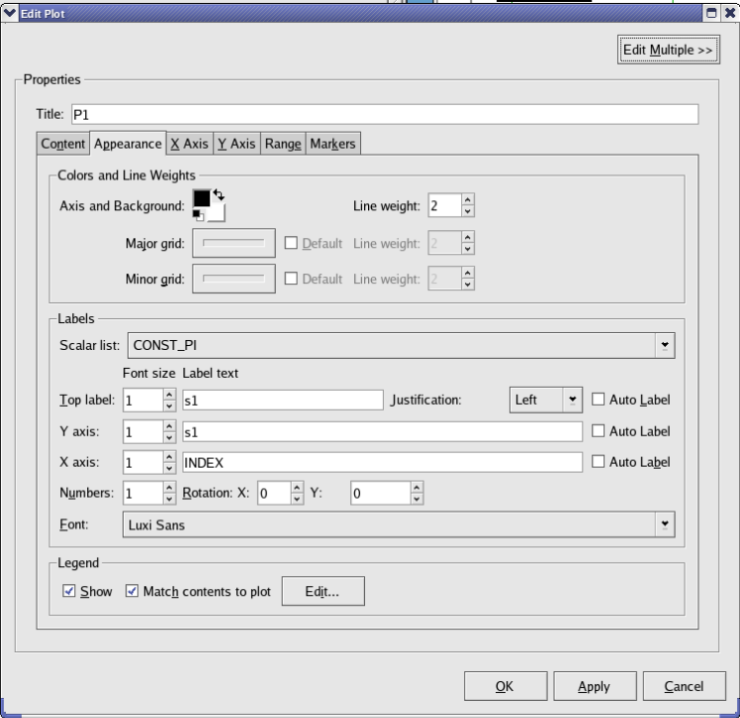 Edit Plot
Edit Multiple >>
Properties
Title: P1
Content Appearance X Axis Y Axis Range Markers
Colors and Line Weights
Axis and Background: Line weight: 2
Major grid: Default Line weight: 2
Minor grid: Default Line weight: 2
Labels
Scalar list: CONST_PI
Font size Label text
Top label: 1 s1 Justification: Left Auto Label
Y axis: 1 s1 Auto Label
X axis: 1 INDEX Auto Label
Numbers: 1 Rotation: X: 0 Y: 0
Font: Luxi Sans
Legend
Show Match contents to plot Edit...
OK Apply Cancel